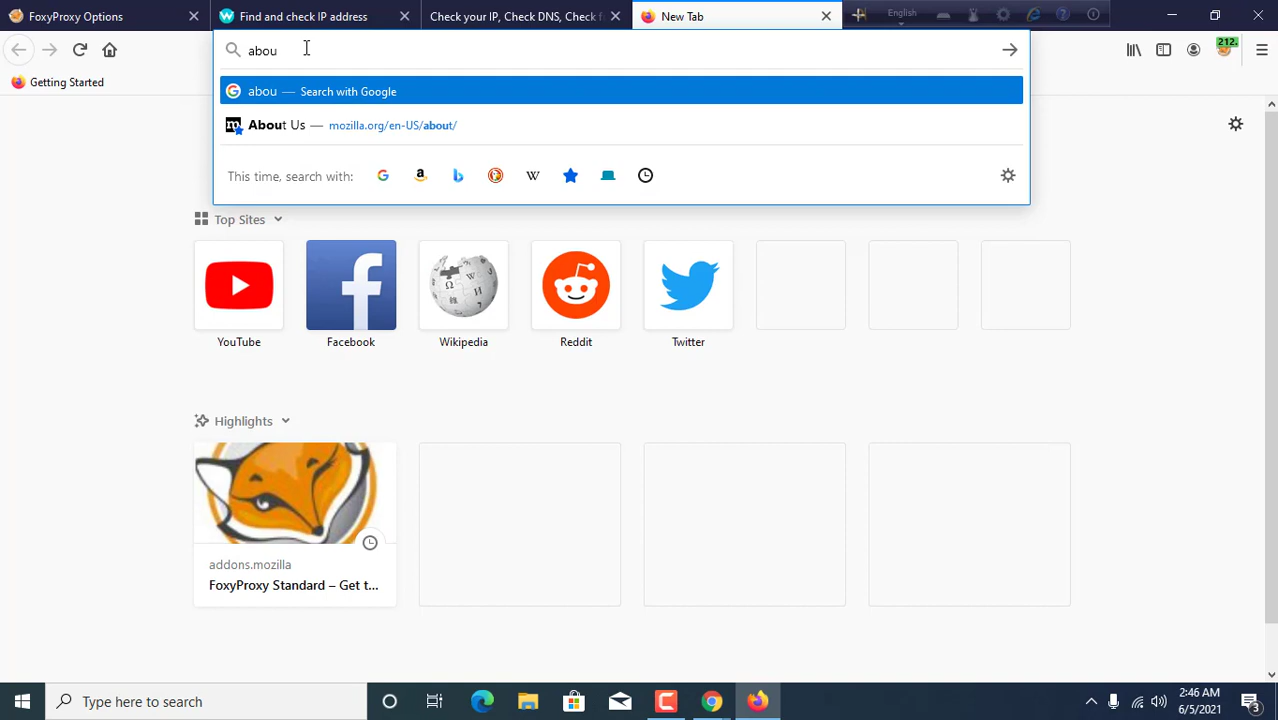 FoxyProxy Options
Find and check IP address
Check your IP, Check DNS, Check f
New Tab
English
abou
212.
Getting Started
abou — Search with Google
About Us — mozilla.org/en-US/about/
This time, search with:
Top Sites
YouTube
Facebook
Wikipedia
Reddit
Twitter
Highlights
addons.mozilla
FoxyProxy Standard – Get t...
Type here to search
2:46 AM
6/5/2021
3